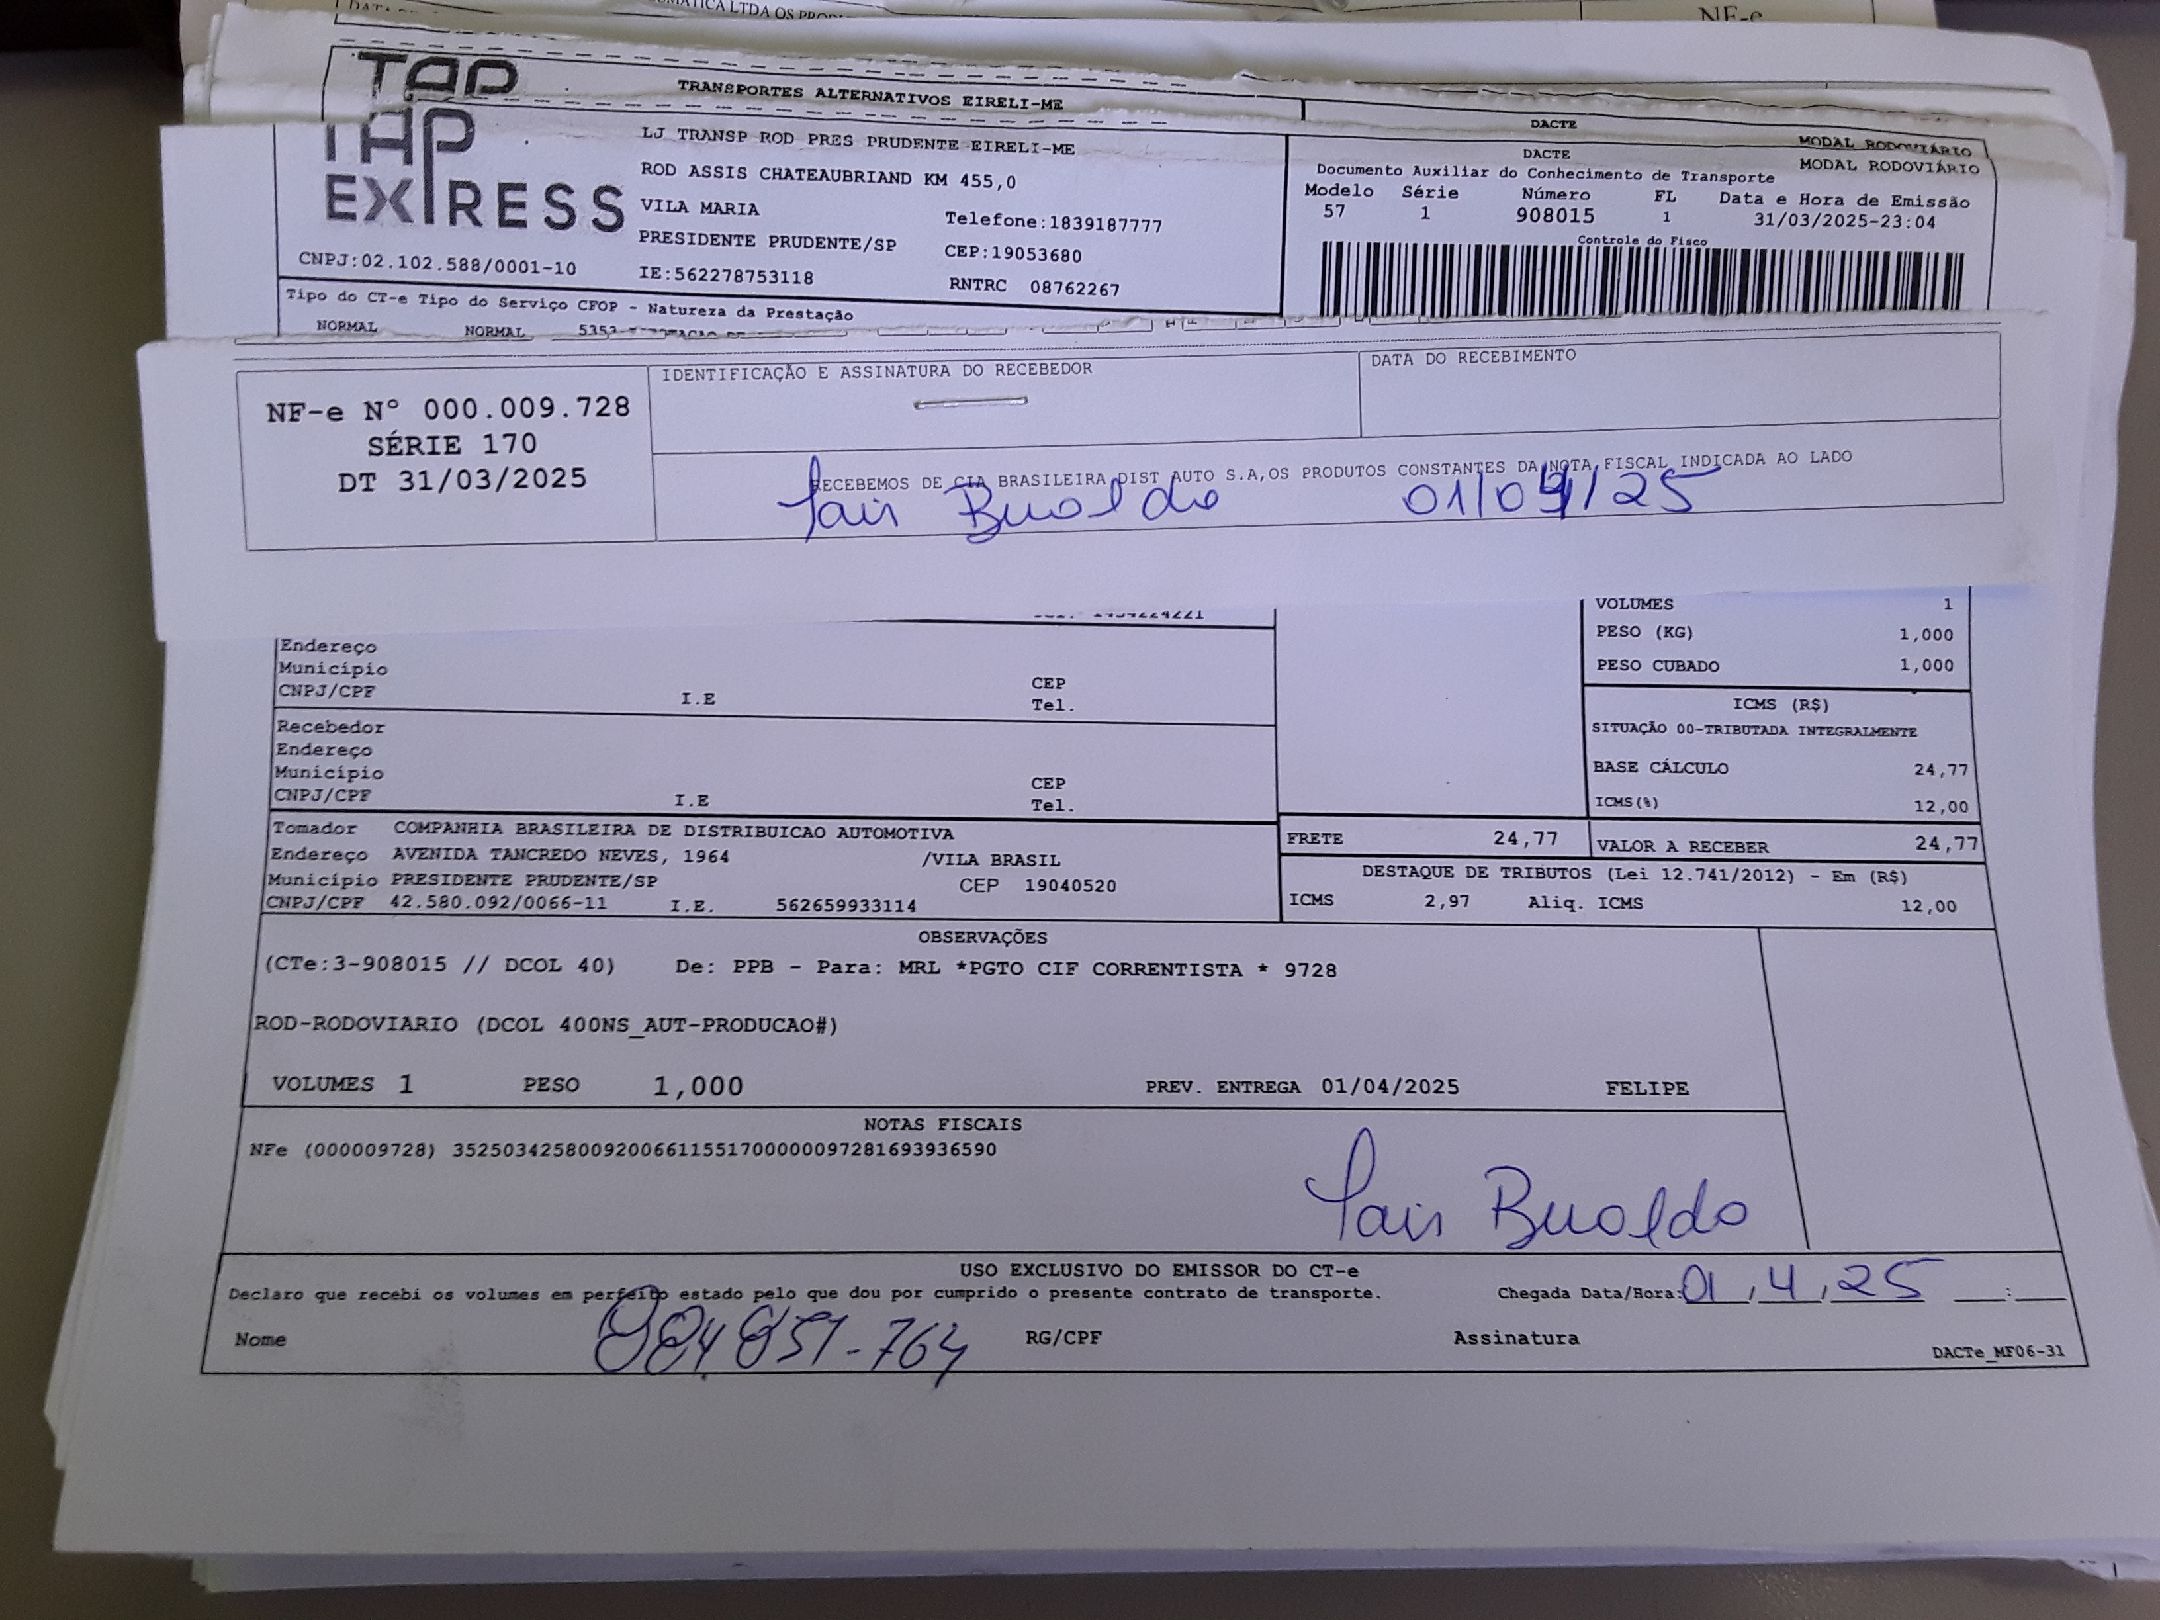 NF-e
TAP
TRANSPORTES ALTERNATIVOS EIRELI-ME
DACTE
MODAL RODOVIÁRIO
TAP EXPRESS
CNPJ:02.102.588/0001-10
LJ TRANSP ROD PRES PRUDENTE EIRELI-ME
ROD ASSIS CHATEAUBRIAND KM 455,0
VILA MARIA
Telefone:1839187777
PRESIDENTE PRUDENTE/SP
CEP:19053680
IE:562278753118
RNTRC 08762267
DACTE
MODAL RODOVIÁRIO
Documento Auxiliar do Conhecimento de Transporte
Modelo Série Número FL Data e Hora de Emissão
57 1 908015 1 31/03/2025-23:04
Controle do Fisco
Tipo do CT-e Tipo do Serviço CFOP - Natureza da Prestação
NORMAL NORMAL 5353
NF-e Nº 000.009.728
SÉRIE 170
DT 31/03/2025
IDENTIFICAÇÃO E ASSINATURA DO RECEBEDOR
DATA DO RECEBIMENTO
RECEBEMOS DE CIA BRASILEIRA DIST AUTO S.A,OS PRODUTOS CONSTANTES DA NOTA FISCAL INDICADA AO LADO
01/04/25
VOLUMES 1
PESO (KG) 1,000
PESO CUBADO 1,000
Endereço
Município CEP
CNPJ/CPF I.E Tel.
Recebedor
Endereço
Município CEP
CNPJ/CPF I.E Tel.
ICMS (R$)
SITUAÇÃO 00-TRIBUTADA INTEGRALMENTE
BASE CÁLCULO 24,77
ICMS(%) 12,00
Tomador COMPANHIA BRASILEIRA DE DISTRIBUICAO AUTOMOTIVA
Endereço AVENIDA TANCREDO NEVES, 1964 /VILA BRASIL
Município PRESIDENTE PRUDENTE/SP CEP 19040520
CNPJ/CPF 42.580.092/0066-11 I.E. 562659933114
FRETE 24,77 VALOR A RECEBER 24,77
DESTAQUE DE TRIBUTOS (Lei 12.741/2012) - Em (R$)
ICMS 2,97 Aliq. ICMS 12,00
OBSERVAÇÕES
(CTe:3-908015 // DCOL 40) De: PPB - Para: MRL *PGTO CIF CORRENTISTA * 9728
ROD-RODOVIARIO (DCOL 400NS_AUT-PRODUCAO#)
VOLUMES 1 PESO 1,000 PREV. ENTREGA 01/04/2025 FELIPE
NOTAS FISCAIS
NFe (000009728) 35250342580092006611551700000097281693936590
USO EXCLUSIVO DO EMISSOR DO CT-e
Declaro que recebi os volumes em perfeito estado pelo que dou por cumprido o presente contrato de transporte.
Chegada Data/Hora: 01,4,25 __:__
Nome RG/CPF Assinatura
DACTe_MF06-31